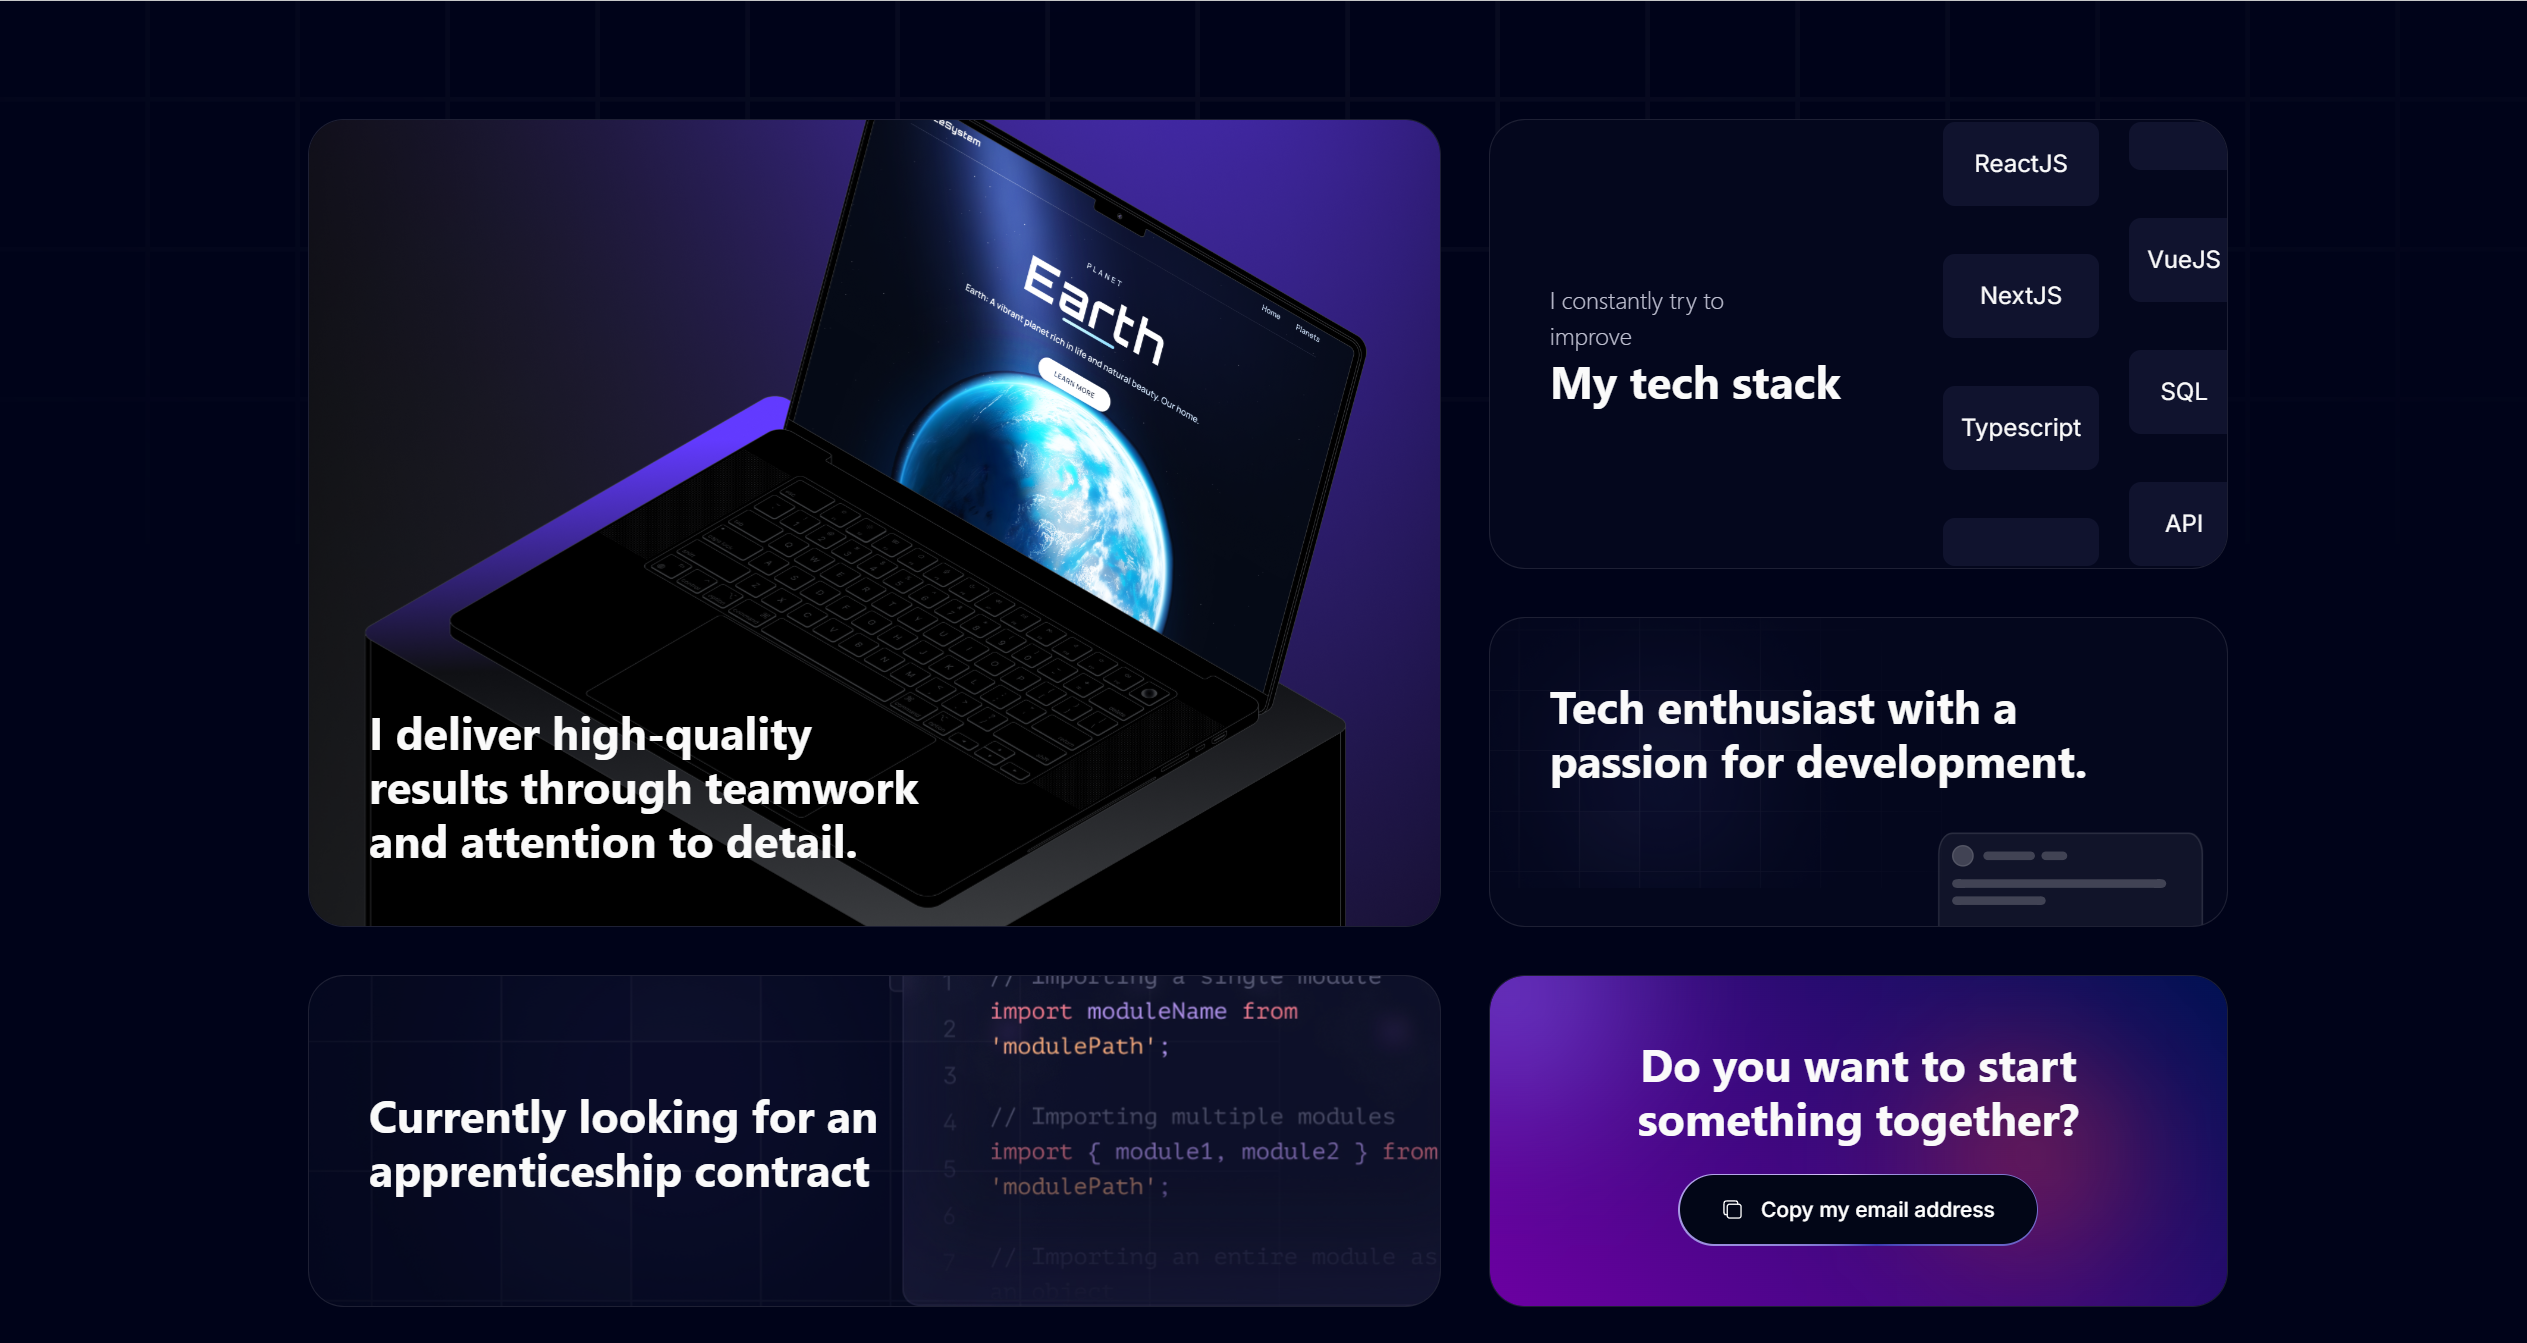 PLANET
Earth
Earth: A vibrant planet rich in life and natural beauty. Our home.
LEARN MORE
Home
Planets
I deliver high-quality
results through teamwork
and attention to detail.
I constantly try to
improve
My tech stack
ReactJS
NextJS
Typescript
VueJS
SQL
API
Tech enthusiast with a
passion for development.
Currently looking for an
apprenticeship contract
1 // Importing a single module
import moduleName from
2
'modulePath';
3
4 // Importing multiple modules
import { module1, module2 } from
5
'modulePath';
6
7 // Importing an entire module as
Do you want to start
something together?
Copy my email address